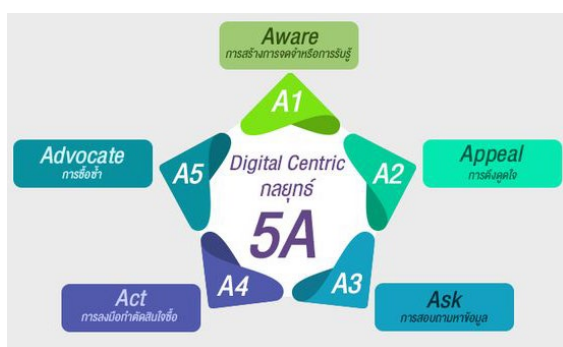 Aware
การสร้างการจดจำหรือการรับรู้
A1
Advocate
การซื้อซ้ำ
A5
Digital Centric
กลยุทธ์
5A
A2
Appeal
การดึงดูดใจ
A4
A3
Act
การลงมือทำตัดสินใจซื้อ
Ask
การสอบถามหาข้อมูล